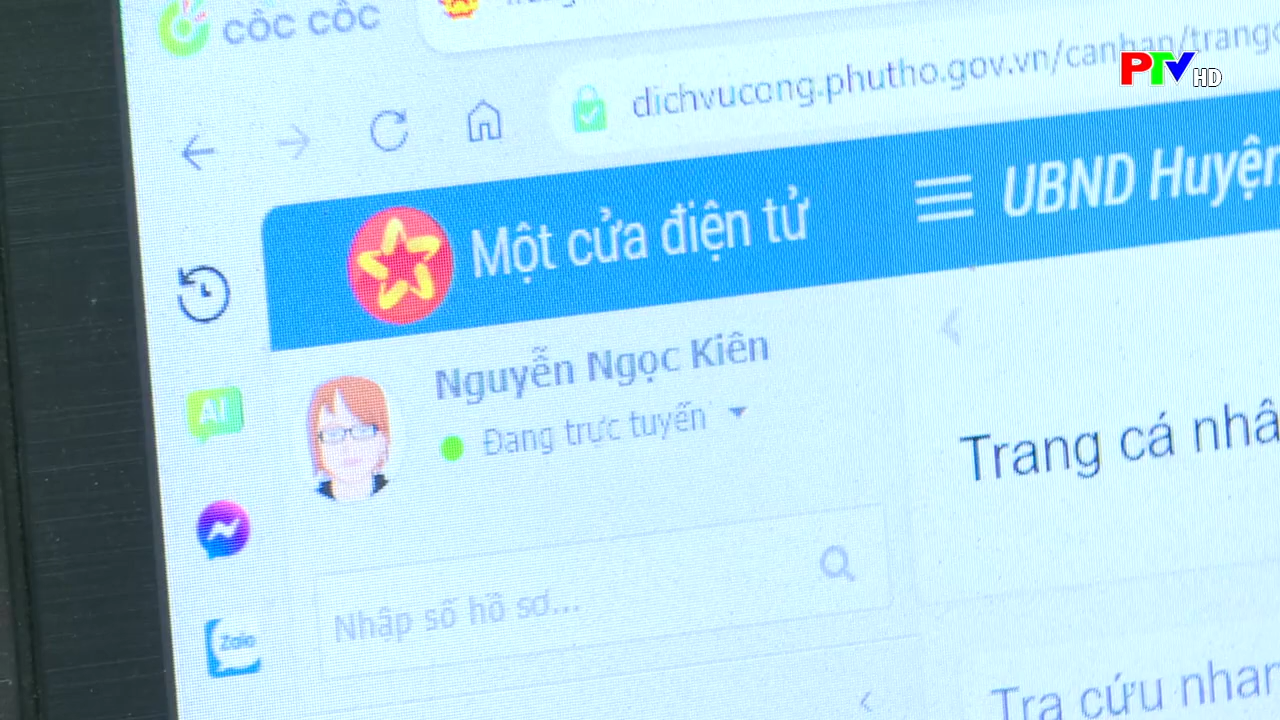 CỐC CỐC
dichvucong.phutho.gov.vn/canhan/trang
PTV HD
Một cửa điện tử
UBND Huyện
Nguyễn Ngọc Kiên
Đang trực tuyến
AI
Trang cá nhâ
Nhập số hồ sơ...
Zalo
Tra cứu nhan